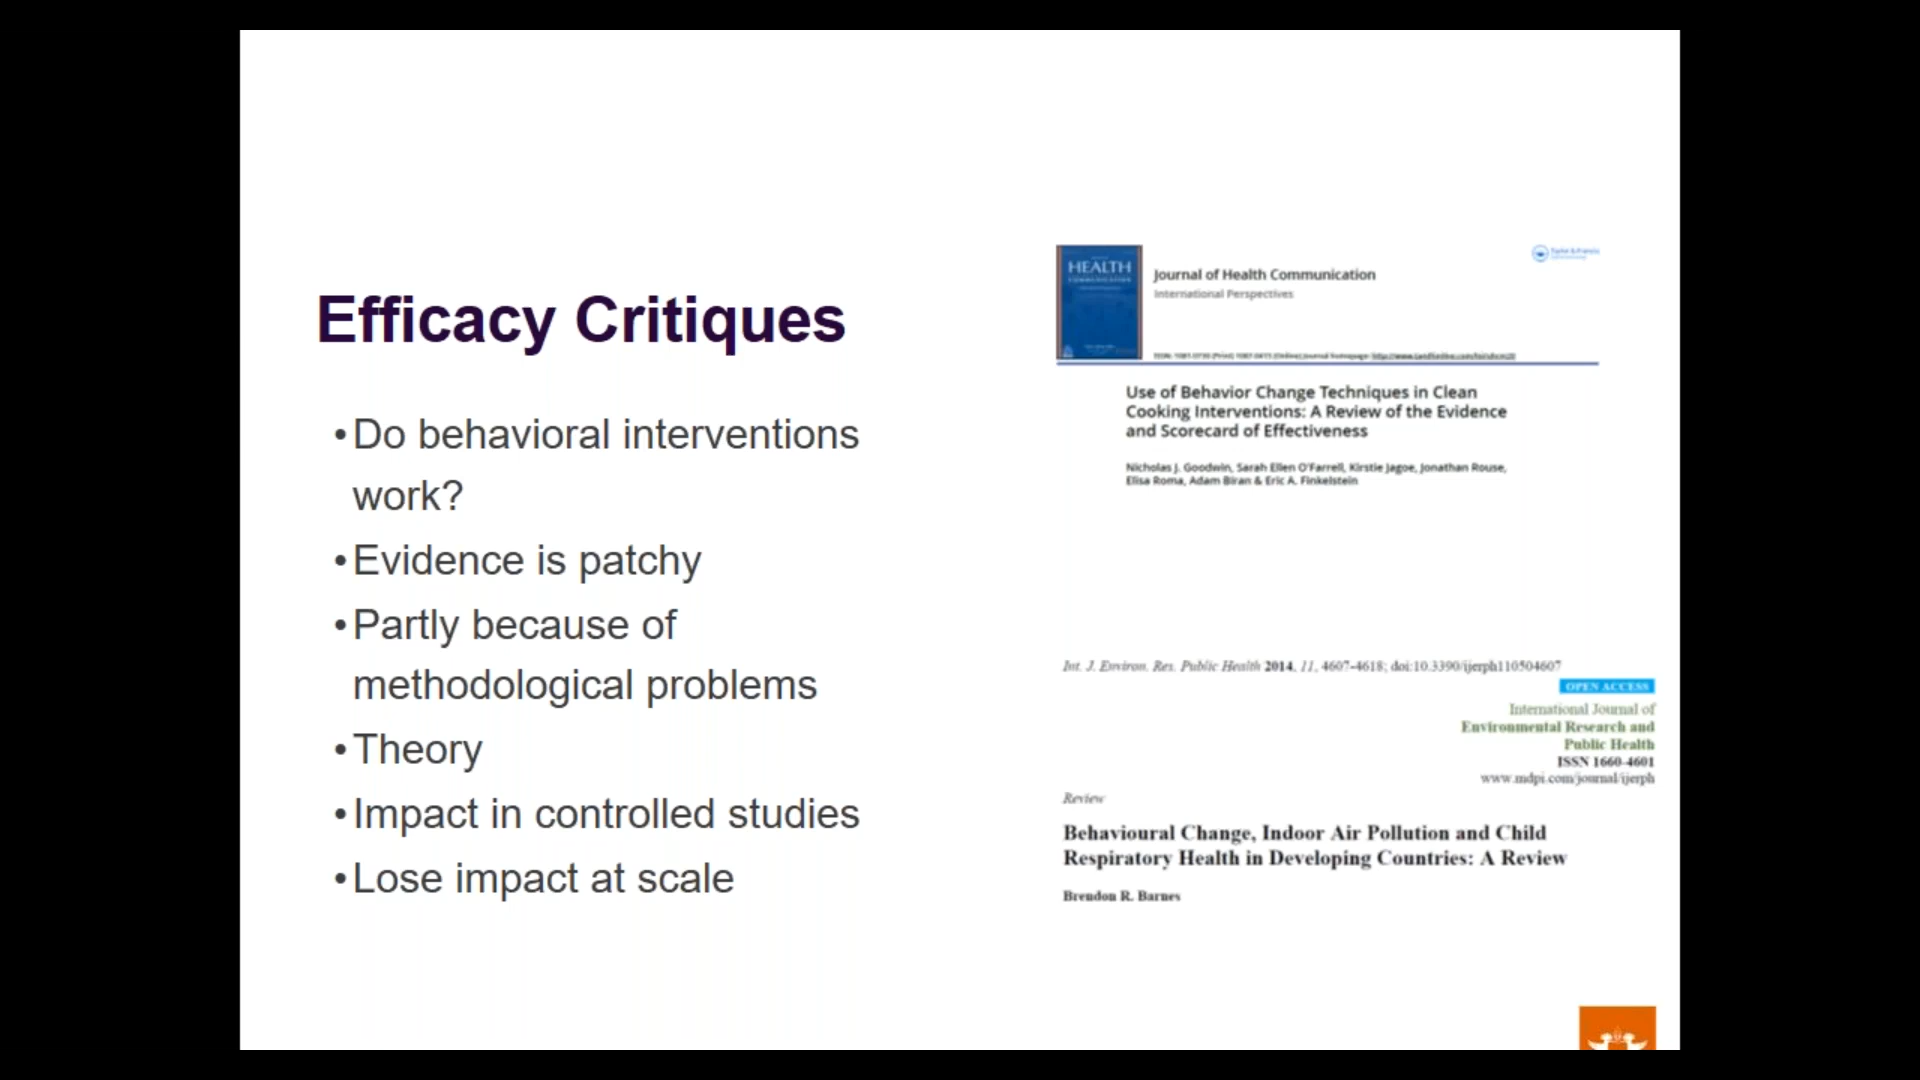 Efficacy Critiques
•Do behavioral interventions
work?
•Evidence is patchy
•Partly because of
methodological problems
•Theory
•Impact in controlled studies
•Lose impact at scale
HEALTH
COMMUNICATION
Journal of Health Communication
International Perspectives
Taylor & Francis
Use of Behavior Change Techniques in Clean
Cooking Interventions: A Review of the Evidence
and Scorecard of Effectiveness
Nicholas J. Goodwin, Sarah Ellen O'Farrell, Kirstie Jagoe, Jonathan Rouse,
Elisa Roma, Adam Biran & Eric A. Finkelstein
Int. J. Environ. Res. Public Health 2014, 11, 4607-4618; doi:10.3390/ijerph110504607
OPEN ACCESS
International Journal of
Environmental Research and
Public Health
ISSN 1660-4601
www.mdpi.com/journal/ijerph
Review
Behavioural Change, Indoor Air Pollution and Child
Respiratory Health in Developing Countries: A Review
Brendon R. Barnes